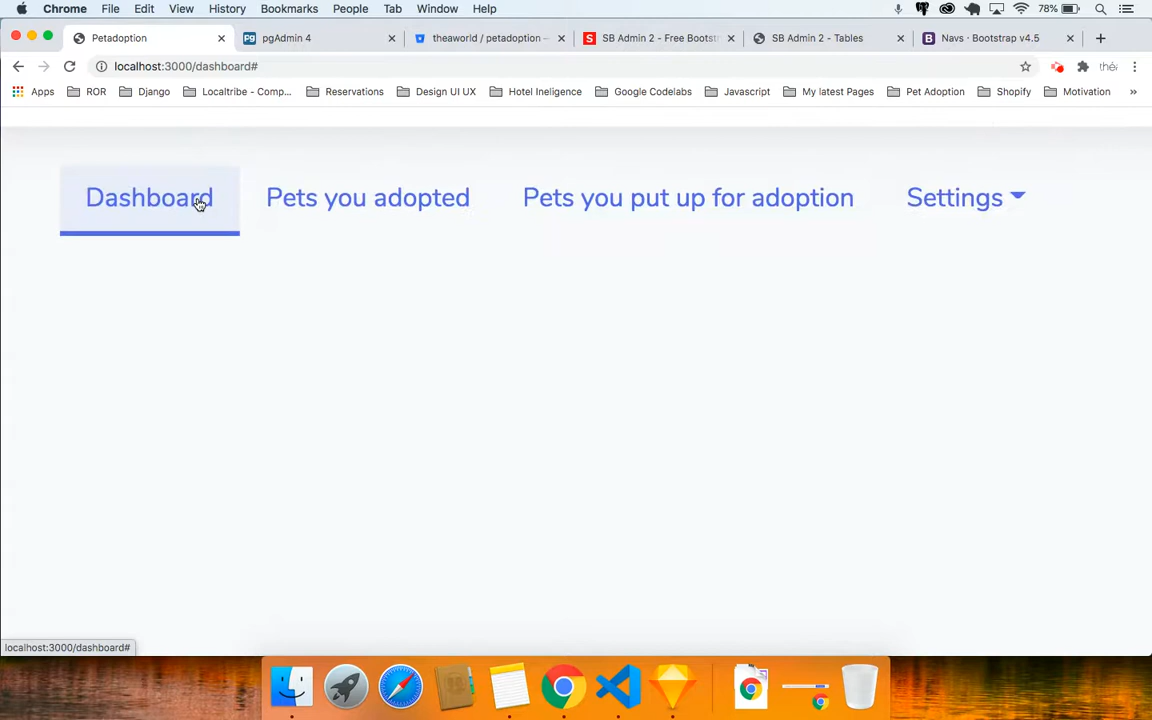 Chrome File Edit View History Bookmarks People Tab Window Help 78%
Petadoption pgAdmin 4 theaworld / petadoption — SB Admin 2 - Free Bootst SB Admin 2 - Tables Navs · Bootstrap v4.5
localhost:3000/dashboard#
Apps ROR Django Localtribe - Comp... Reservations Design UI UX Hotel Ineligence Google Codelabs Javascript My latest Pages Pet Adoption Shopify Motivation »
Dashboard Pets you adopted Pets you put up for adoption Settings
localhost:3000/dashboard#